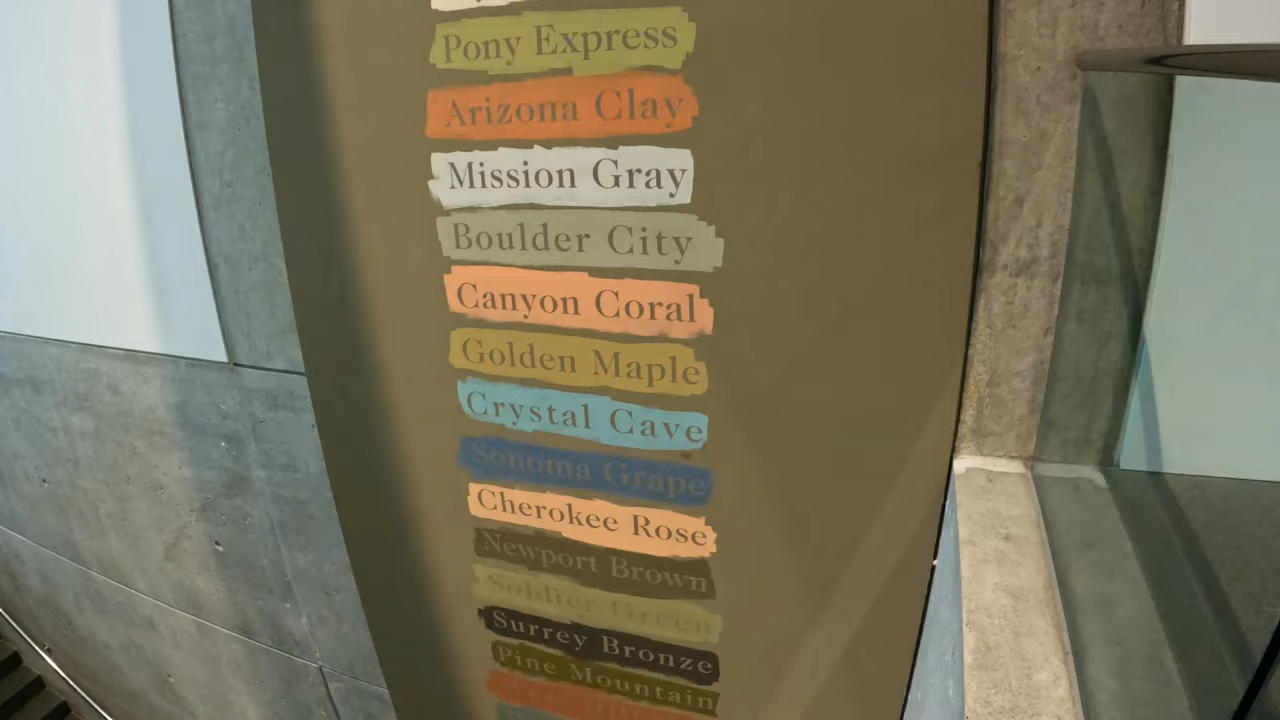 Pony Express
Arizona Clay
Mission Gray
Boulder City
Canyon Coral
Golden Maple
Crystal Cave
Sonoma Grape
Cherokee Rose
Newport Brown
Soldier Green
Surrey Bronze
Pine Mountain